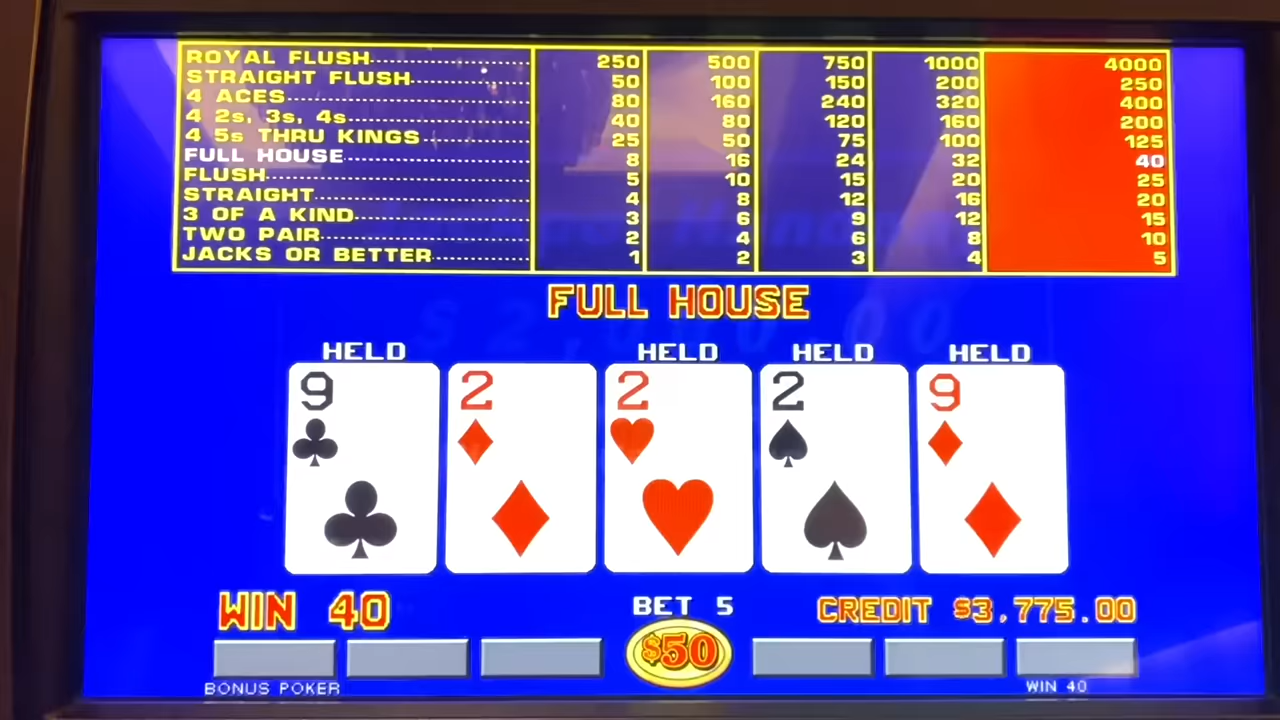 ROYAL FLUSH 250 500 750 1000 4000
STRAIGHT FLUSH 50 100 150 200 250
4 ACES 80 160 240 320 400
4 2s, 3s, 4s 40 80 120 160 200
4 5s THRU KINGS 25 50 75 100 125
FULL HOUSE 8 16 24 32 40
FLUSH 5 10 15 20 25
STRAIGHT 4 8 12 16 20
3 OF A KIND 3 6 9 12 15
TWO PAIR 2 4 6 8 10
JACKS OR BETTER 1 2 3 4 5
FULL HOUSE
HELD HELD HELD HELD
9 2 2 2 9
WIN 40 BET 5 CREDIT $3,775.00
$50
BONUS POKER WIN 40